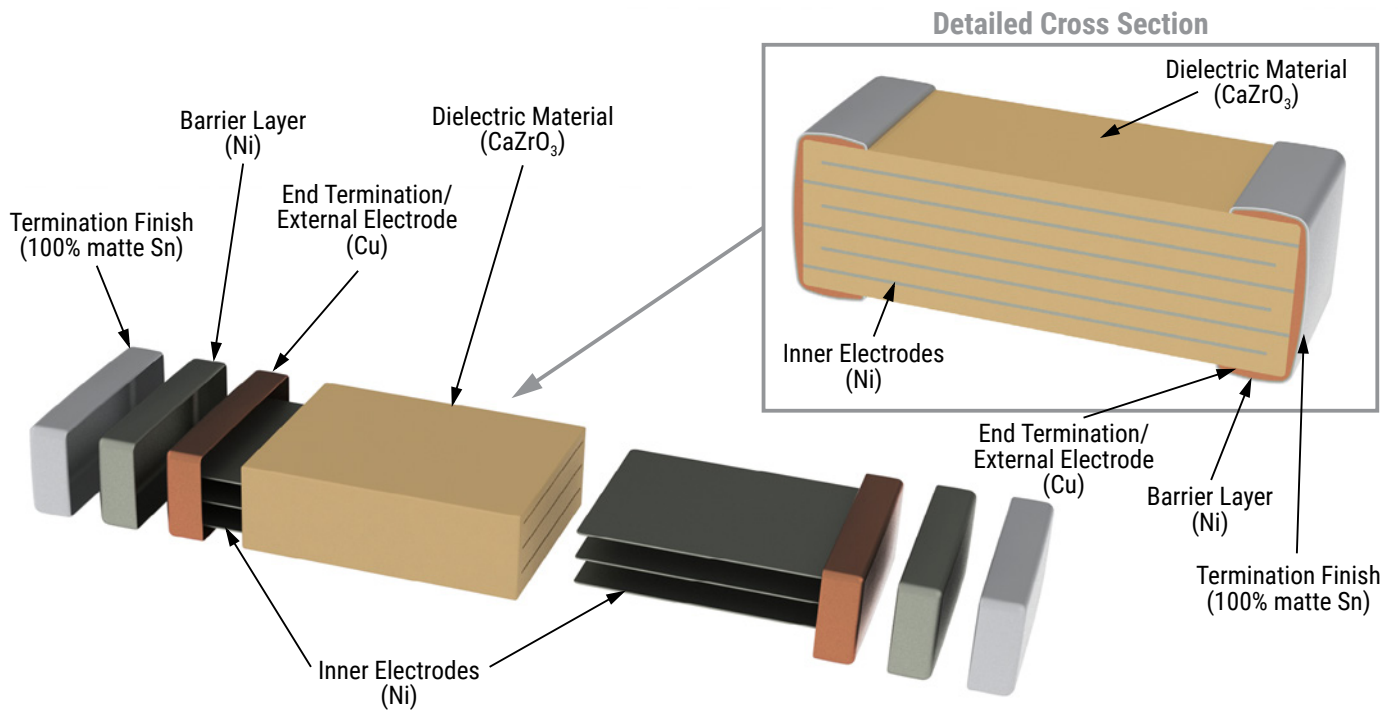 Detailed Cross Section
Dielectric Material
(CaZrO₃)
Inner Electrodes
(Ni)
End Termination/
External Electrode
(Cu)
Barrier Layer
(Ni)
Termination Finish
(100% matte Sn)
Termination Finish
(100% matte Sn)
Barrier Layer
(Ni)
End Termination/
External Electrode
(Cu)
Dielectric Material
(CaZrO₃)
Inner Electrodes
(Ni)